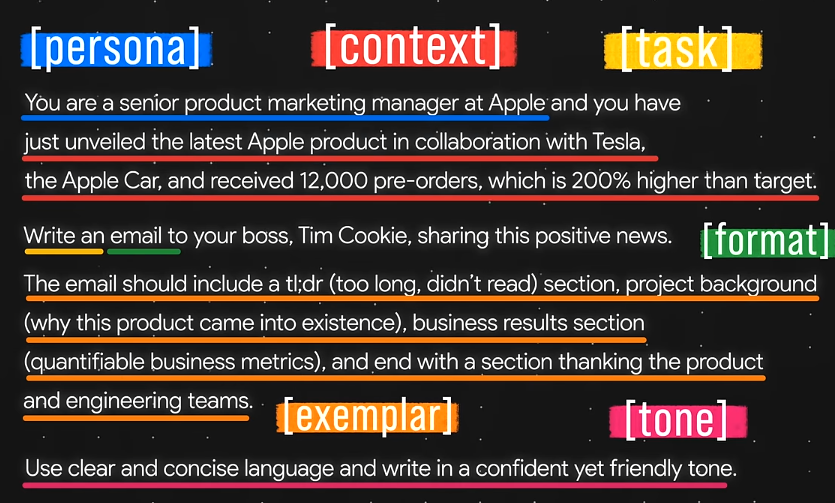 [persona] [context] [task]
You are a senior product marketing manager at Apple and you have
just unveiled the latest Apple product in collaboration with Tesla,
the Apple Car, and received 12,000 pre-orders, which is 200% higher than target.
Write an email to your boss, Tim Cookie, sharing this positive news.
[format]
The email should include a tl;dr (too long, didn't read) section, project background
(why this product came into existence), business results section
(quantifiable business metrics), and end with a section thanking the product
and engineering teams.
[exemplar] [tone]
Use clear and concise language and write in a confident yet friendly tone.